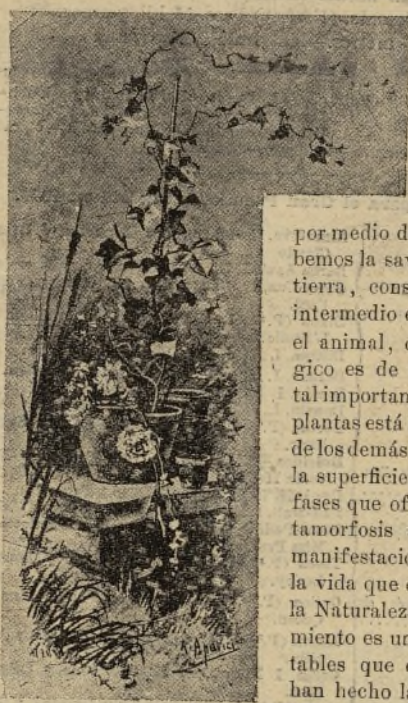 por medio d
bemos la sav
tierra, cons
intermedio e
el animal, c
gico es de
tal importan
plantas está
de los demás
la superficie
fases que of
tamorfosis
manifestacio
la vida que e
la Naturalez
miento es un
tables que e
han hecho la
Aparici